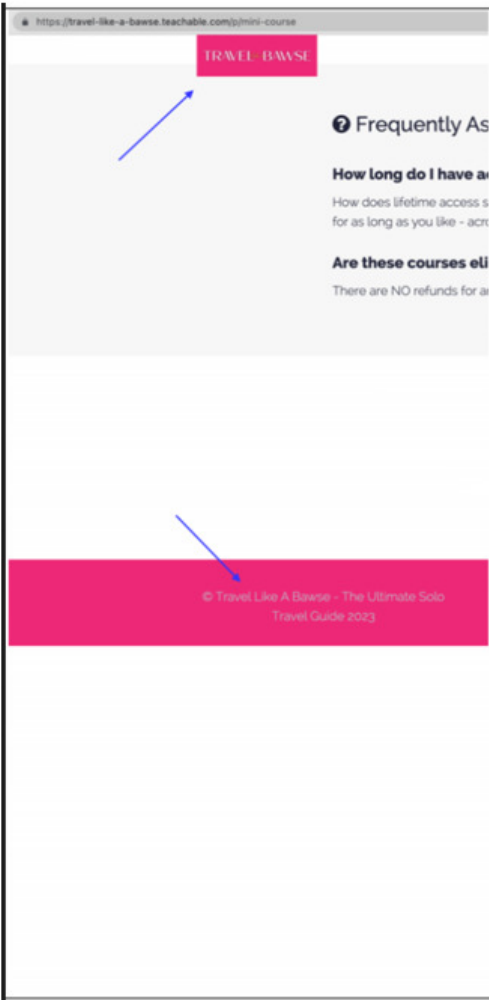 https://travel-like-a-bawse.teachable.com/p/mini-course
TRAVEL BAWSE
Frequently As
How long do I have a
How does lifetime access s
for as long as you like - acro
Are these courses eli
There are NO refunds for a
© Travel Like A Bawse - The Ultimate Solo
Travel Guide 2023